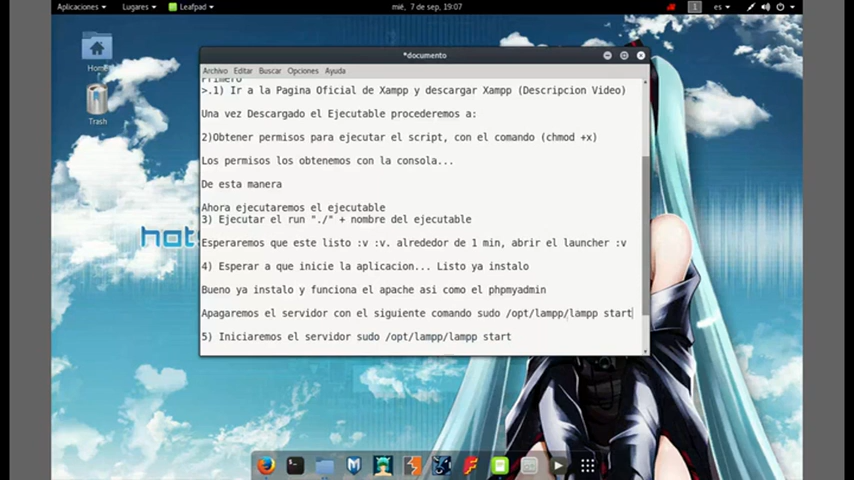 Aplicaciones
Lugares
Leafpad
mié, 7 de sep, 19:07
1
es
Home
Trash
*documento
Archivo Editar Buscar Opciones Ayuda
Primero
>.1) Ir a la Pagina Oficial de Xampp y descargar Xampp (Descripcion Video)
Una vez Descargado el Ejecutable procederemos a:
2)Obtener permisos para ejecutar el script, con el comando (chmod +x)
Los permisos los obtenemos con la consola...
De esta manera
Ahora ejecutaremos el ejecutable
3) Ejecutar el run "./" + nombre del ejecutable
Esperaremos que este listo :v :v. alrededor de 1 min, abrir el launcher :v
4) Esperar a que inicie la aplicacion... Listo ya instalo
Bueno ya instalo y funciona el apache asi como el phpmyadmin
Apagaremos el servidor con el siguiente comando sudo /opt/lampp/lampp start
5) Iniciaremos el servidor sudo /opt/lampp/lampp start